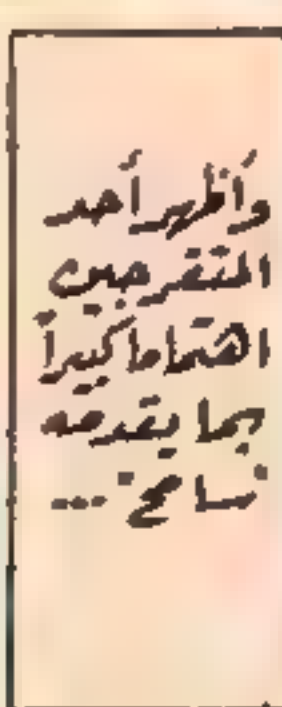 وأظهر أحد
المتفرجين
اهتماما كبيراً
بما يقدمه
سامح ...